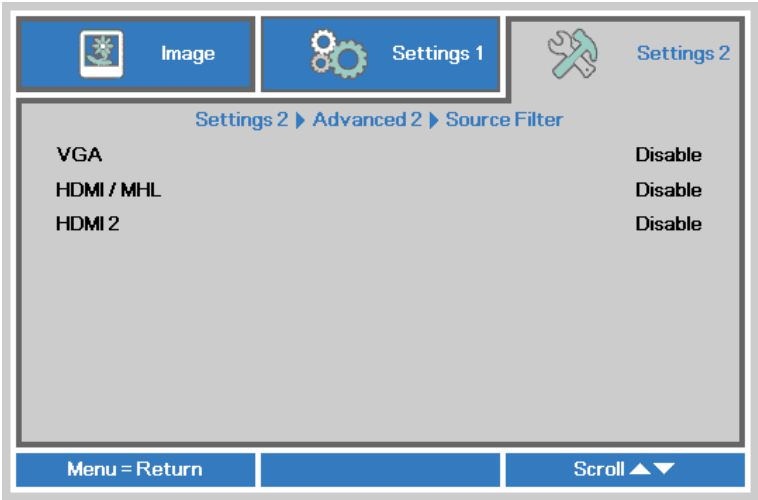 Image
Settings 1
Settings 2
Settings 2 ▶ Advanced 2 ▶ Source Filter
VGA Disable
HDMI / MHL Disable
HDMI 2 Disable
Menu = Return
Scroll ▲▼